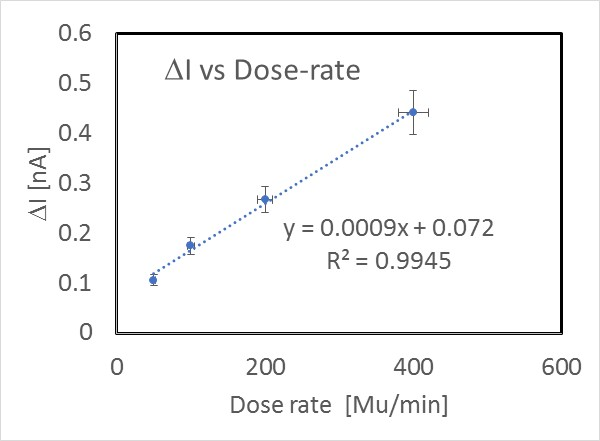 ΔI vs Dose-rate
0.6
0.5
0.4
0.3
0.2
0.1
0
ΔI [nA]
y = 0.0009x + 0.072
R² = 0.9945
0 200 400 600
Dose rate [Mu/min]